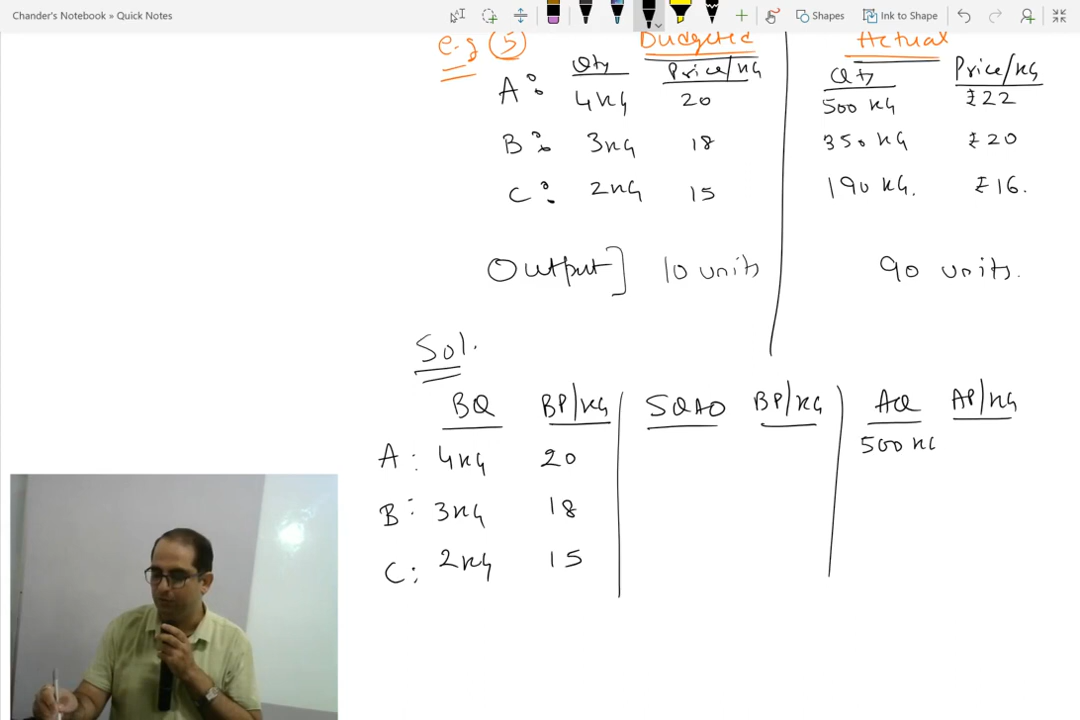 Chander's Notebook » Quick Notes
Shapes
Ink to Shape
e.g (5) Budgeted Actual
Qty Price/KG Qty Price/KG
A: 4KG 20 500 KG ₹22
B: 3KG 18 350 KG ₹20
C: 2KG 15 190 KG. ₹16.
Output] 10 units 90 units.
Sol.
BQ BP/KG SQAO BP/KG AQ AP/KG
A: 4KG 20 500 KG
B: 3KG 18
C: 2KG 15